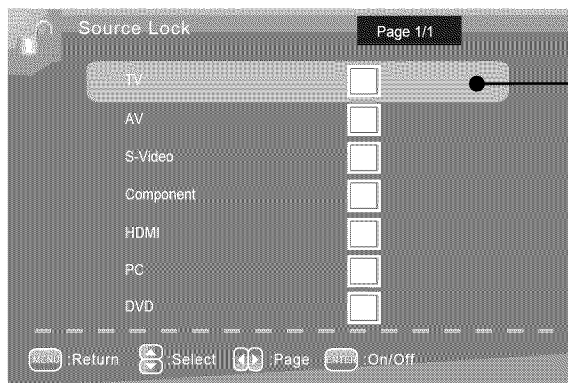 Source Lock
Page 1/1
TV
AV
S-Video
Component
HDMI
PC
DVD
MENU :Return :Select :Page ENTER :On/Off